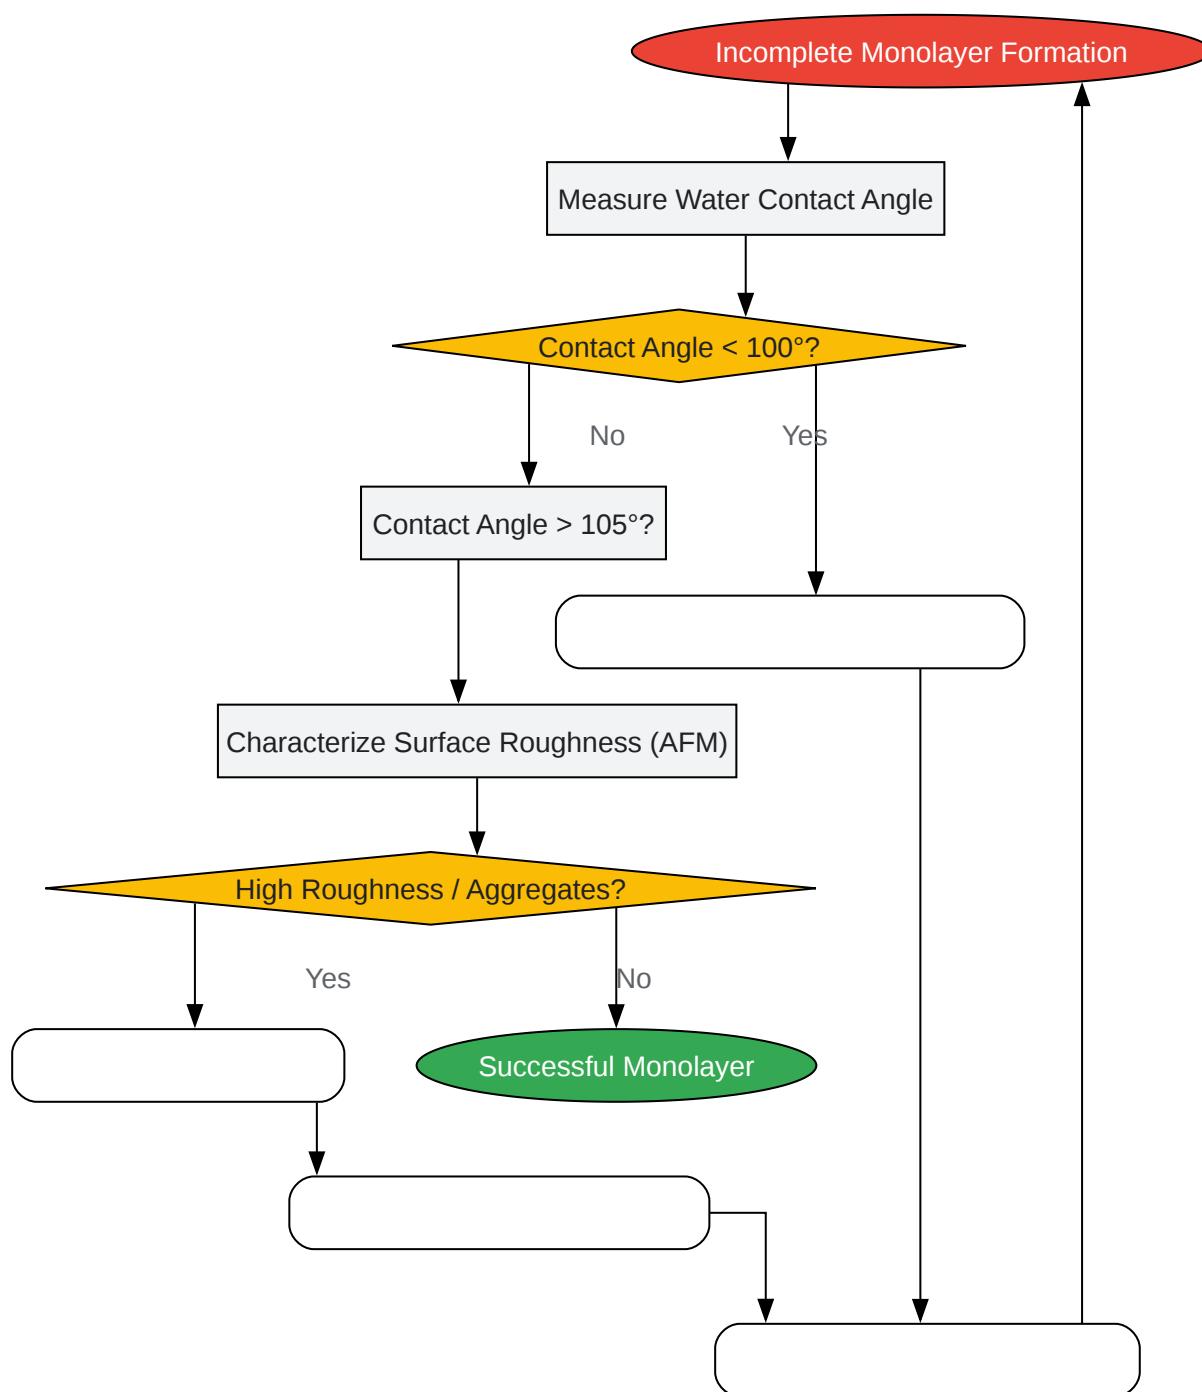 Incomplete Monolayer Formation
Measure Water Contact Angle
Contact Angle < 100°?
No
Yes
Contact Angle > 105°?
Characterize Surface Roughness (AFM)
High Roughness / Aggregates?
Yes
No
Successful Monolayer